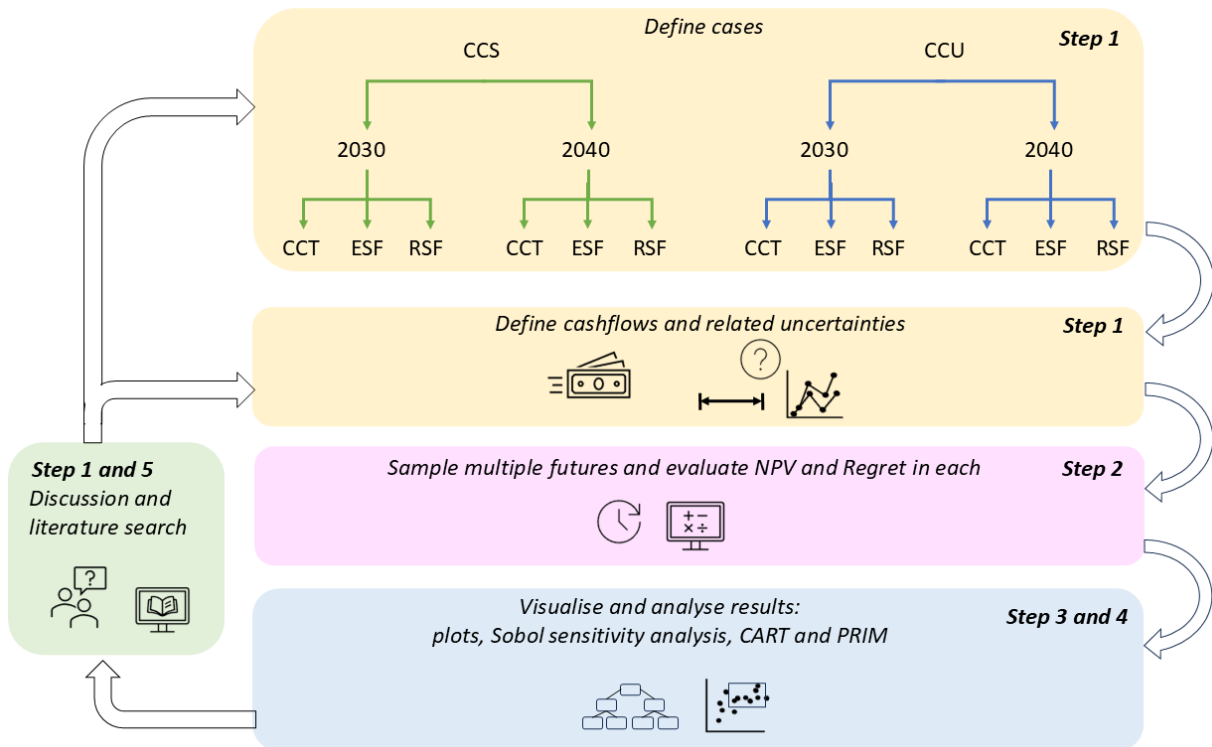 Define cases
Step 1
CCS
CCU
2030
2040
2030
2040
CCT ESF RSF
CCT ESF RSF
CCT ESF RSF
CCT ESF RSF
Define cashflows and related uncertainties
Step 1
?
Sample multiple futures and evaluate NPV and Regret in each
Step 2
+ −
× ÷
Step 1 and 5
Discussion and
literature search
?
Visualise and analyse results:
plots, Sobol sensitivity analysis, CART and PRIM
Step 3 and 4